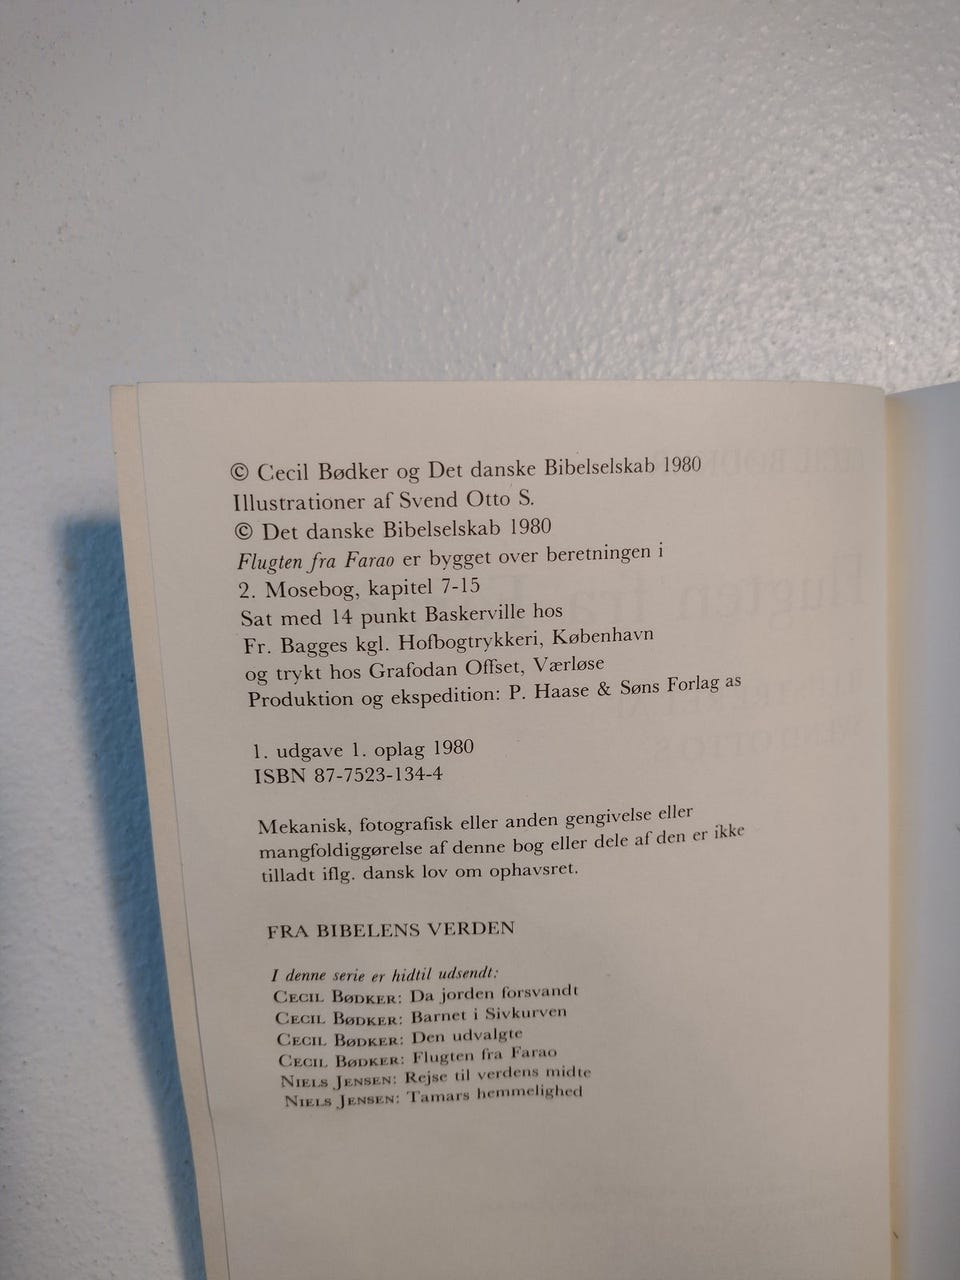 © Cecil Bødker og Det danske Bibelselskab 1980
Illustrationer af Svend Otto S.
© Det danske Bibelselskab 1980
Flugten fra Farao er bygget over beretningen i
2. Mosebog, kapitel 7-15
Sat med 14 punkt Baskerville hos
Fr. Bagges kgl. Hofbogtrykkeri, København
og trykt hos Grafodan Offset, Værløse
Produktion og ekspedition: P. Haase & Søns Forlag as
1. udgave 1. oplag 1980
ISBN 87-7523-134-4
Mekanisk, fotografisk eller anden gengivelse eller
mangfoldiggørelse af denne bog eller dele af den er ikke
tilladt iflg. dansk lov om ophavsret.
FRA BIBELENS VERDEN
I denne serie er hidtil udsendt:
CECIL BØDKER: Da jorden forsvandt
CECIL BØDKER: Barnet i Sivkurven
CECIL BØDKER: Den udvalgte
CECIL BØDKER: Flugten fra Farao
NIELS JENSEN: Rejse til verdens midte
NIELS JENSEN: Tamars hemmelighed